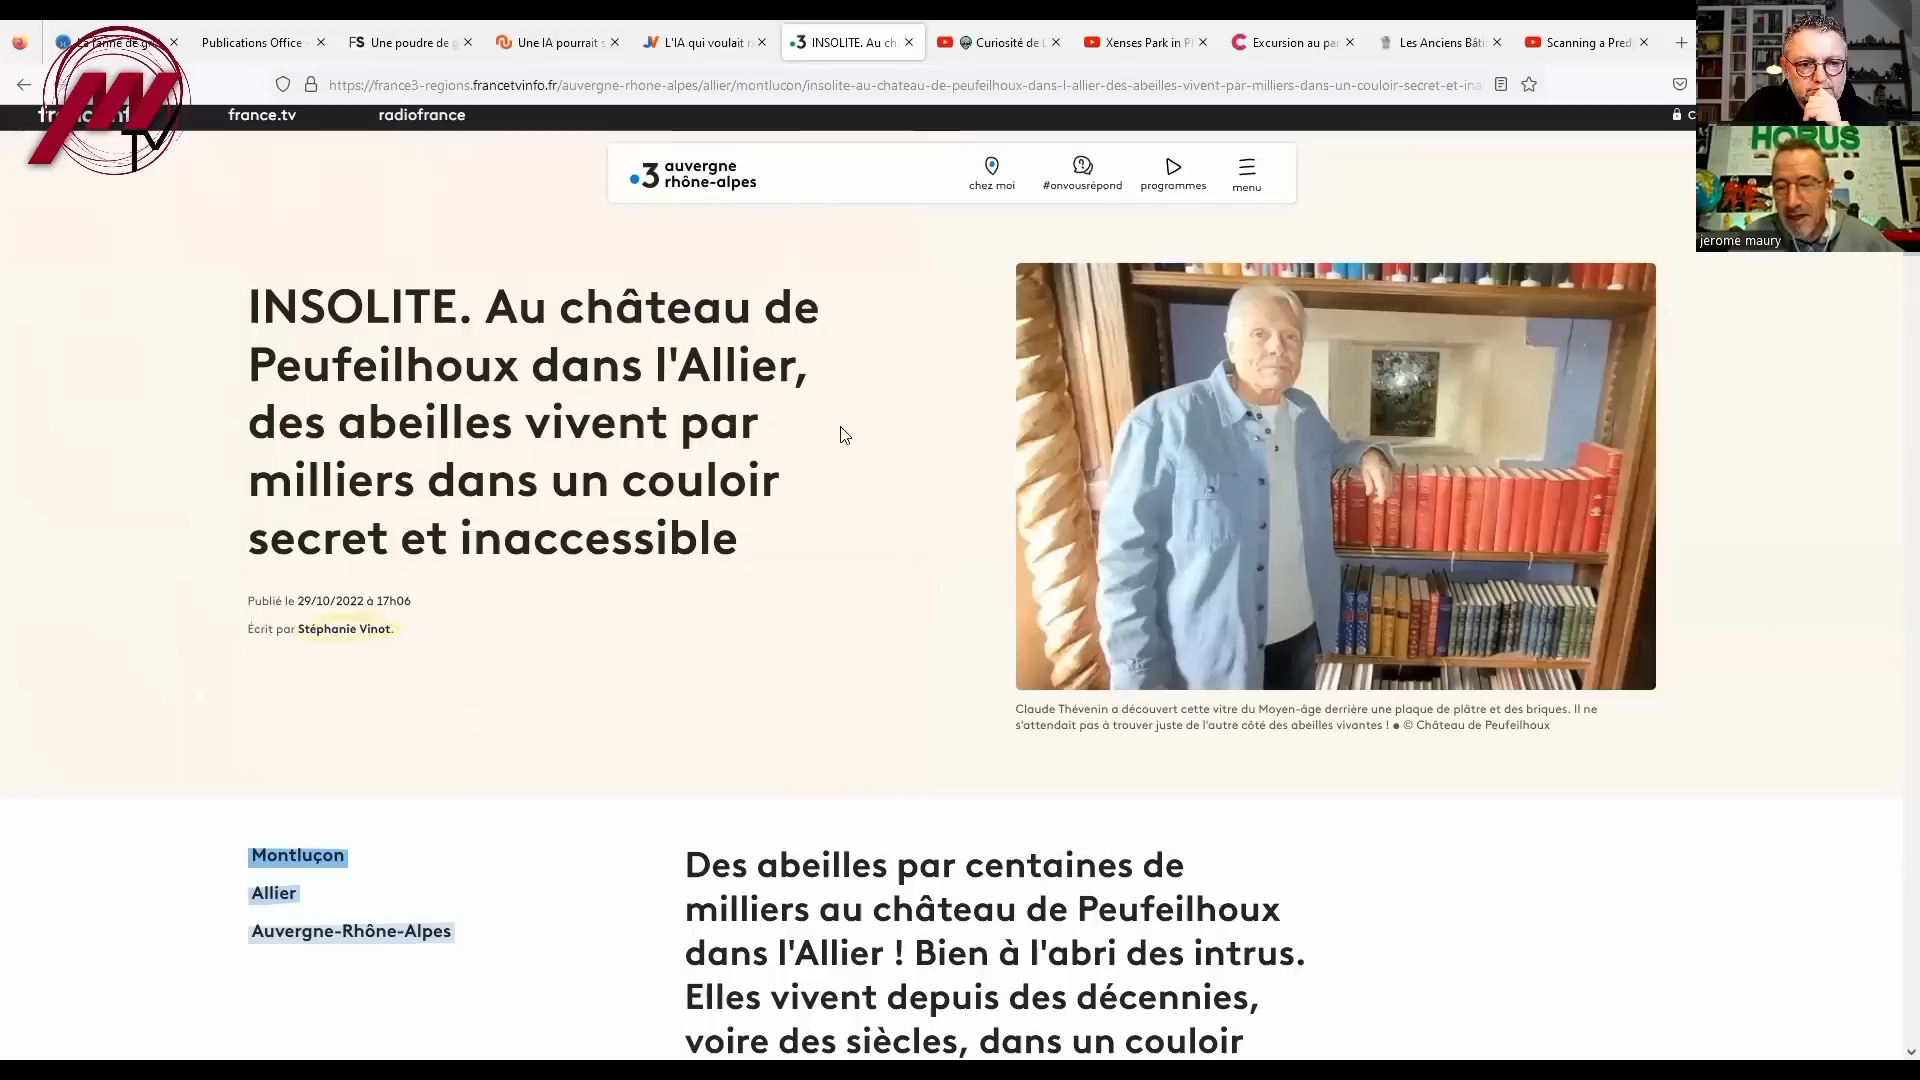 La farine de gr
Publications Office
FS Une poudre de g
Une IA pourrait s
L'IA qui voulait r
INSOLITE. Au ch
Curiosité de L
Xenses Park in P
Excursion au par
Les Anciens Bâti
Scanning a Pred
https://france3-regions.francetvinfo.fr/auvergne-rhone-alpes/allier/montlucon/insolite-au-chateau-de-peufeilhoux-dans-l-allier-des-abeilles-vivent-par-milliers-dans-un-couloir-secret-et-ina
TV
france.tv
radiofrance
HORUS
jerome maury
3 auvergne
rhône-alpes
chez moi
#onvousrépond
programmes
menu
INSOLITE. Au château de
Peufeilhoux dans l'Allier,
des abeilles vivent par
milliers dans un couloir
secret et inaccessible
Publié le 29/10/2022 à 17h06
Écrit par Stéphanie Vinot.
Claude Thévenin a découvert cette vitre du Moyen-âge derrière une plaque de plâtre et des briques. Il ne
s'attendait pas à trouver juste de l'autre côté des abeilles vivantes ! ● © Château de Peufeilhoux
Montluçon
Allier
Auvergne-Rhône-Alpes
Des abeilles par centaines de
milliers au château de Peufeilhoux
dans l'Allier ! Bien à l'abri des intrus.
Elles vivent depuis des décennies,
voire des siècles, dans un couloir